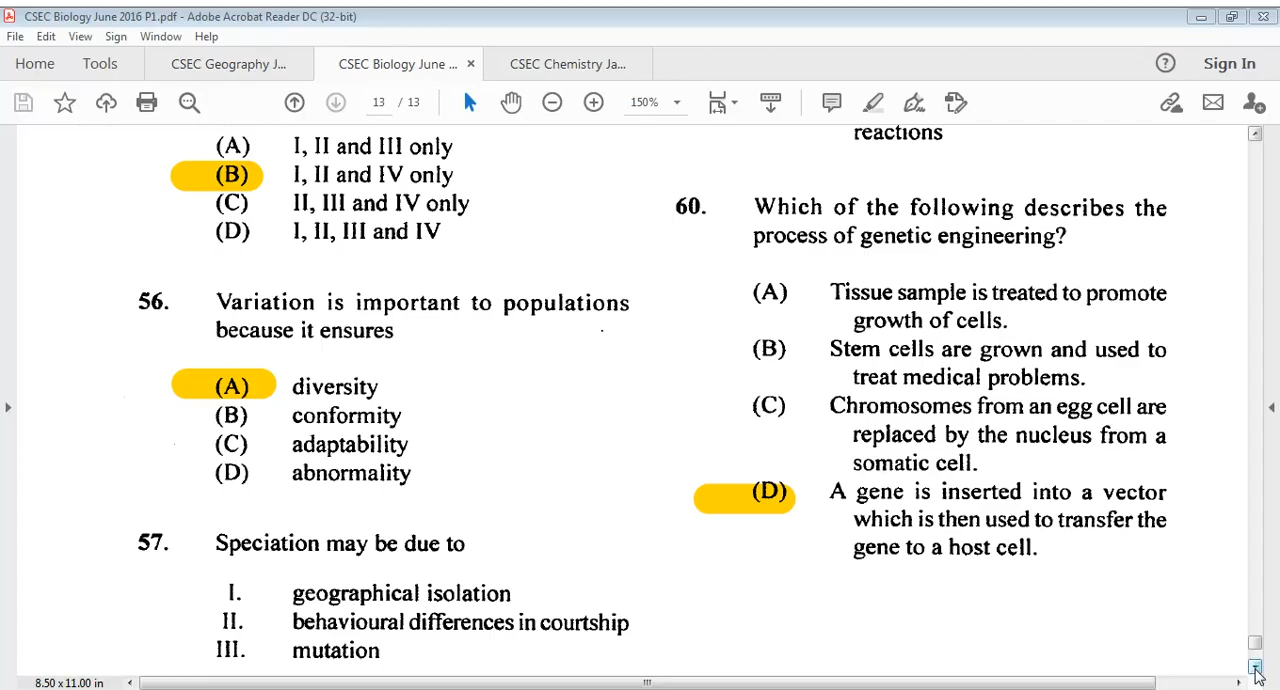 CSEC Biology June 2016 P1.pdf - Adobe Acrobat Reader DC (32-bit)
File Edit View Sign Window Help
Home Tools CSEC Geography J... CSEC Biology June ... × CSEC Chemistry Ja... ? Sign In
13 / 13 150%
(A) I, II and III only
(B) I, II and IV only
(C) II, III and IV only
(D) I, II, III and IV
56. Variation is important to populations
because it ensures
(A) diversity
(B) conformity
(C) adaptability
(D) abnormality
57. Speciation may be due to
I. geographical isolation
II. behavioural differences in courtship
III. mutation
reactions
60. Which of the following describes the
process of genetic engineering?
(A) Tissue sample is treated to promote
growth of cells.
(B) Stem cells are grown and used to
treat medical problems.
(C) Chromosomes from an egg cell are
replaced by the nucleus from a
somatic cell.
(D) A gene is inserted into a vector
which is then used to transfer the
gene to a host cell.
8.50 x 11.00 in